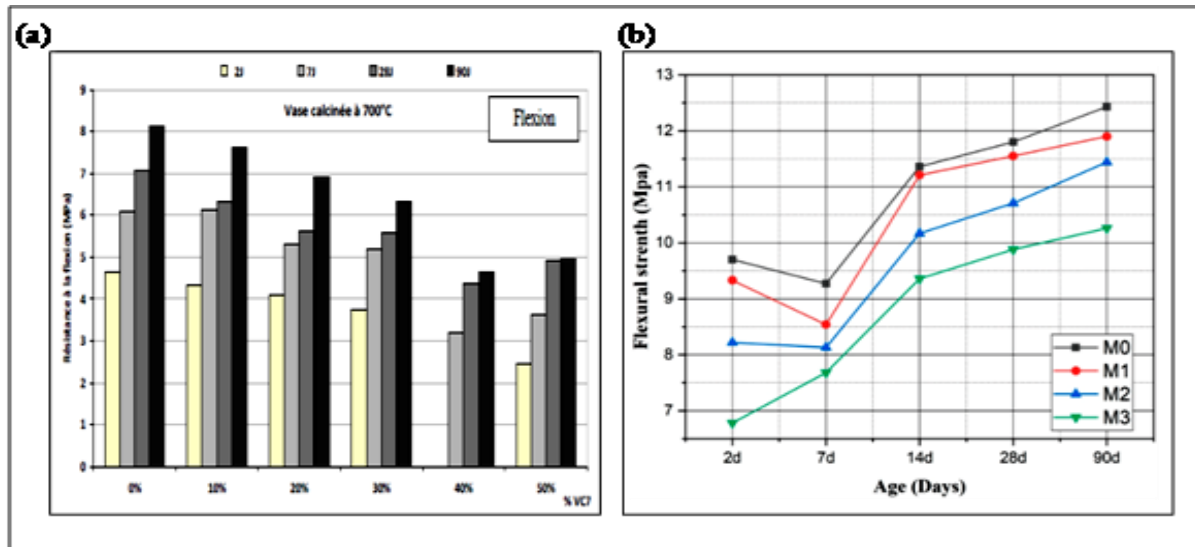 (a)
2J 7J 28J 90J
Vase calcinée à 700°C
Flexion
Résistance à la flexion (MPa)
9
8
7
6
5
4
3
2
1
0
0% 10% 20% 30% 40% 50%
% VC7
(b)
Flexural strenth (Mpa)
13
12
11
10
9
8
7
M0
M1
M2
M3
2d 7d 14d 28d 90d
Age (Days)